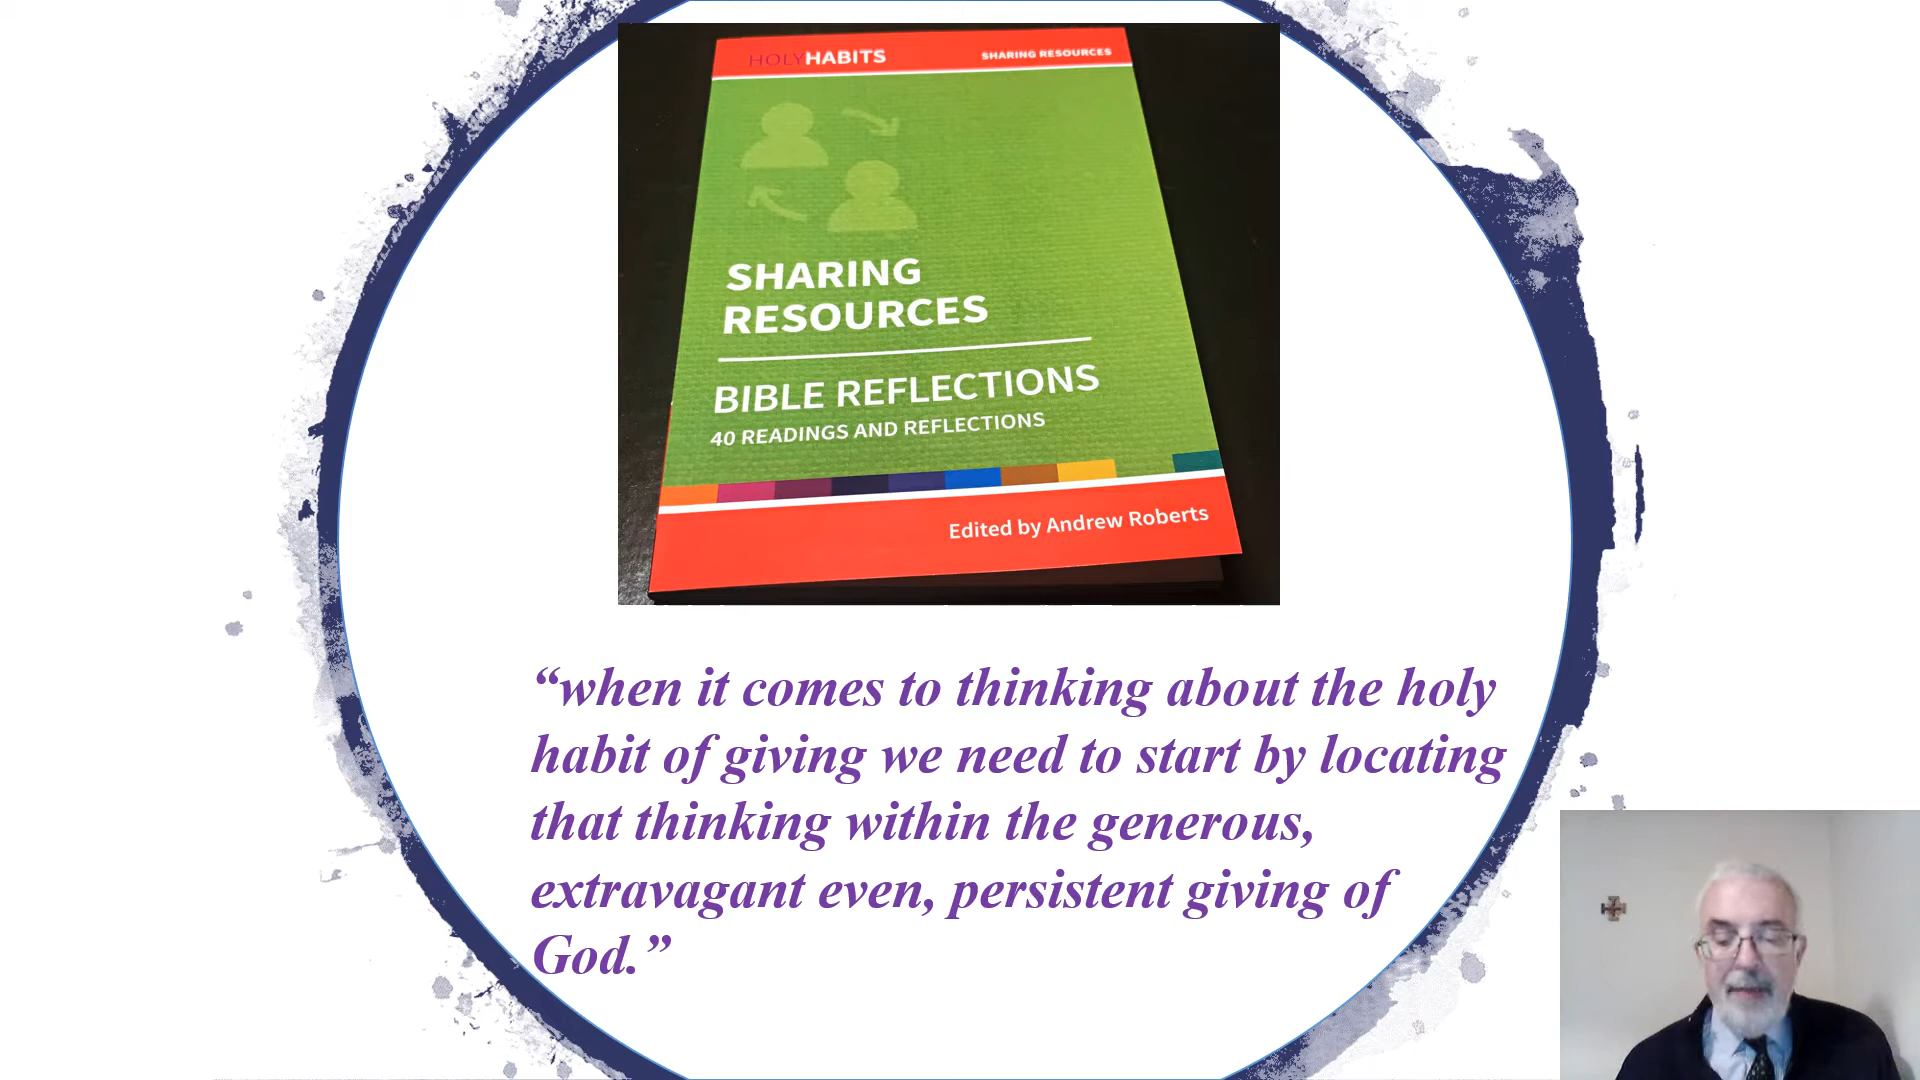 HOLYHABITS
SHARING RESOURCES
SHARING
RESOURCES
BIBLE REFLECTIONS
40 READINGS AND REFLECTIONS
Edited by Andrew Roberts
“when it comes to thinking about the holy
habit of giving we need to start by locating
that thinking within the generous,
extravagant even, persistent giving of
God.”